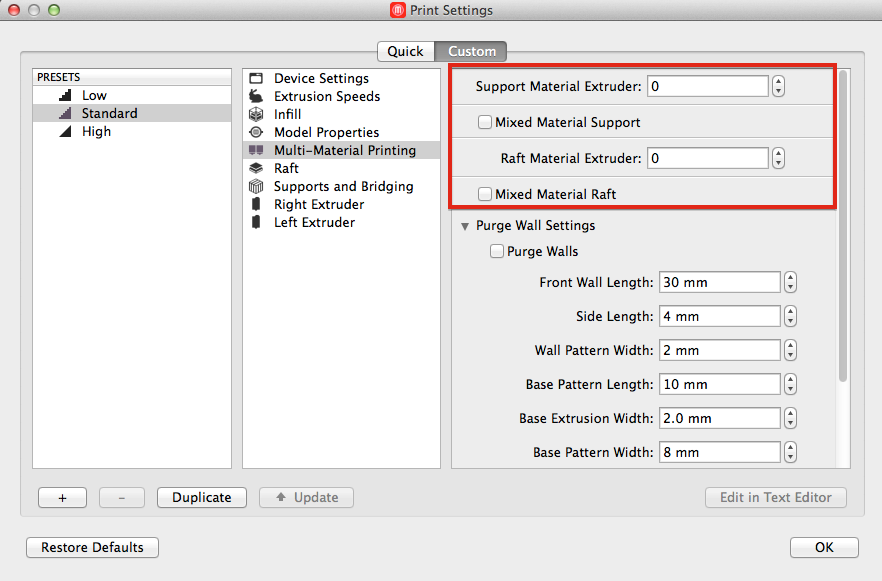 Print Settings
Quick Custom
PRESETS
Low
Standard
High
Device Settings
Extrusion Speeds
Infill
Model Properties
Multi-Material Printing
Raft
Supports and Bridging
Right Extruder
Left Extruder
Support Material Extruder: 0
Mixed Material Support
Raft Material Extruder: 0
Mixed Material Raft
Purge Wall Settings
Purge Walls
Front Wall Length: 30 mm
Side Length: 4 mm
Wall Pattern Width: 2 mm
Base Pattern Length: 10 mm
Base Extrusion Width: 2.0 mm
Base Pattern Width: 8 mm
+ - Duplicate Update Edit in Text Editor
Restore Defaults OK